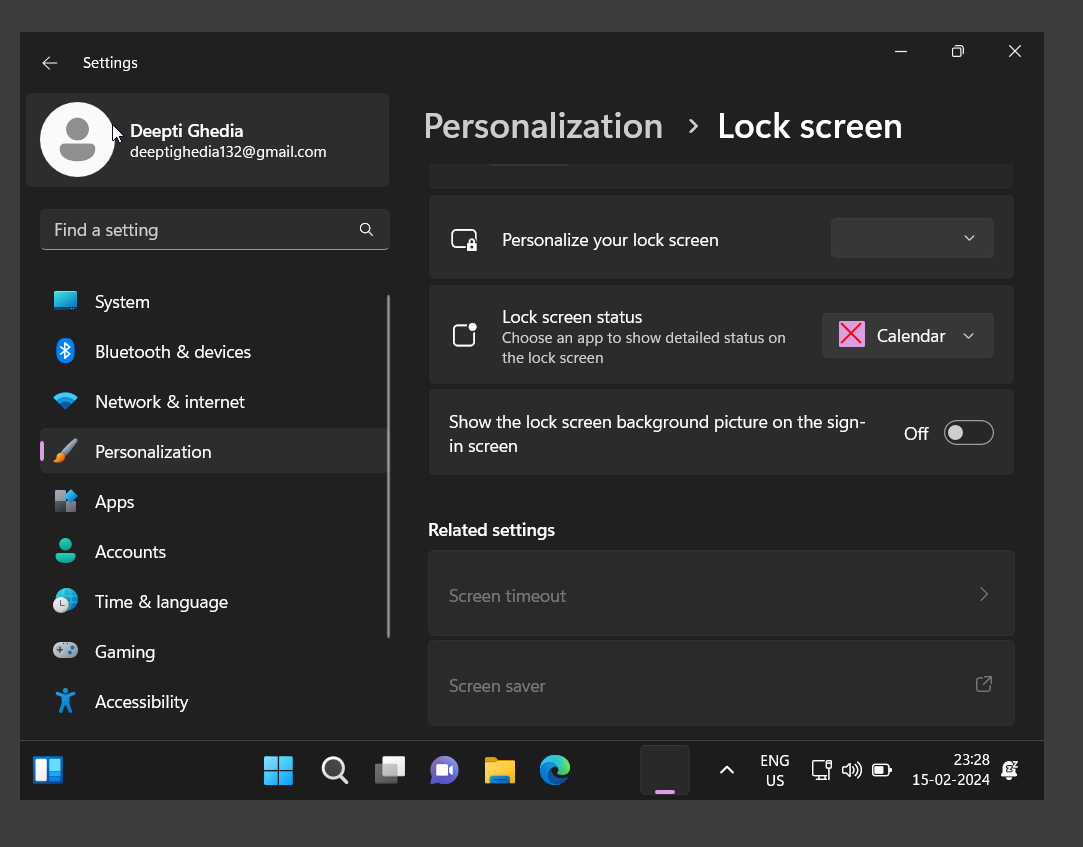 Settings
Deepti Ghedia
deeptighedia132@gmail.com
Find a setting
System
Bluetooth & devices
Network & internet
Personalization
Apps
Accounts
Time & language
Gaming
Accessibility
Personalization > Lock screen
Personalize your lock screen
Lock screen status
Choose an app to show detailed status on
the lock screen
Calendar
Show the lock screen background picture on the sign-
in screen
Off
Related settings
Screen timeout
Screen saver
ENG
US
23:28
15-02-2024